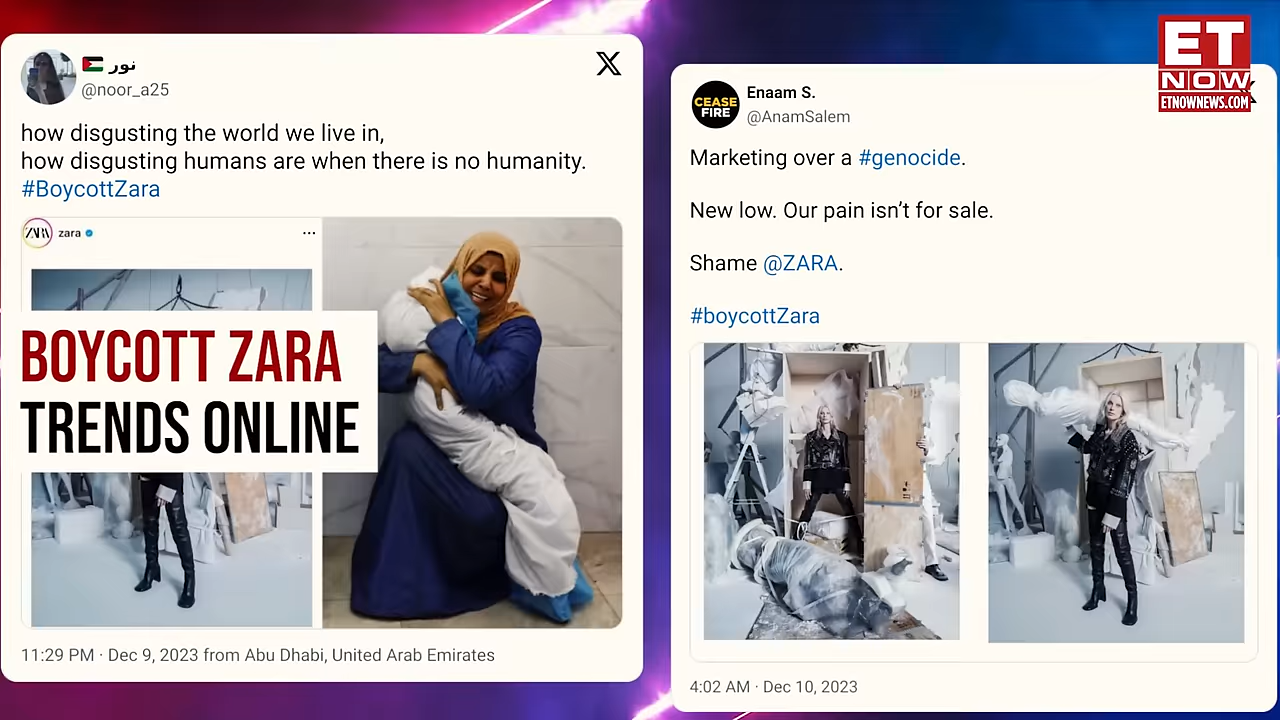 نور
@noor_a25
how disgusting the world we live in,
how disgusting humans are when there is no humanity.
#BoycottZara
ZARA
zara
BOYCOTT ZARA
TRENDS ONLINE
11:29 PM · Dec 9, 2023 from Abu Dhabi, United Arab Emirates
ET
NOW
ETNOWNEWS.COM
CEASE
FIRE
Enaam S.
@AnamSalem
Marketing over a #genocide.
New low. Our pain isn’t for sale.
Shame @ZARA.
#boycottZara
4:02 AM · Dec 10, 2023